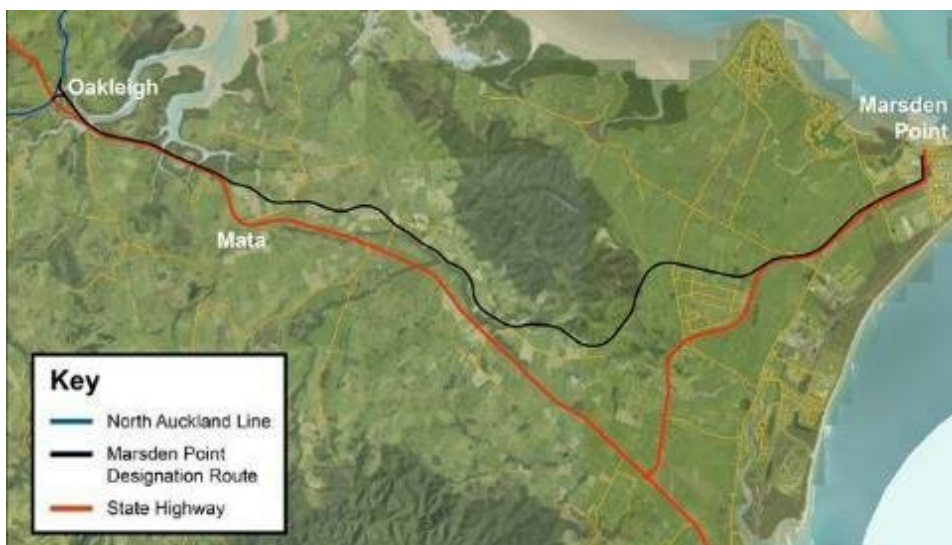 Oakleigh
Marsden
Point
Mata
Key
North Auckland Line
Marsden Point
Designation Route
State Highway